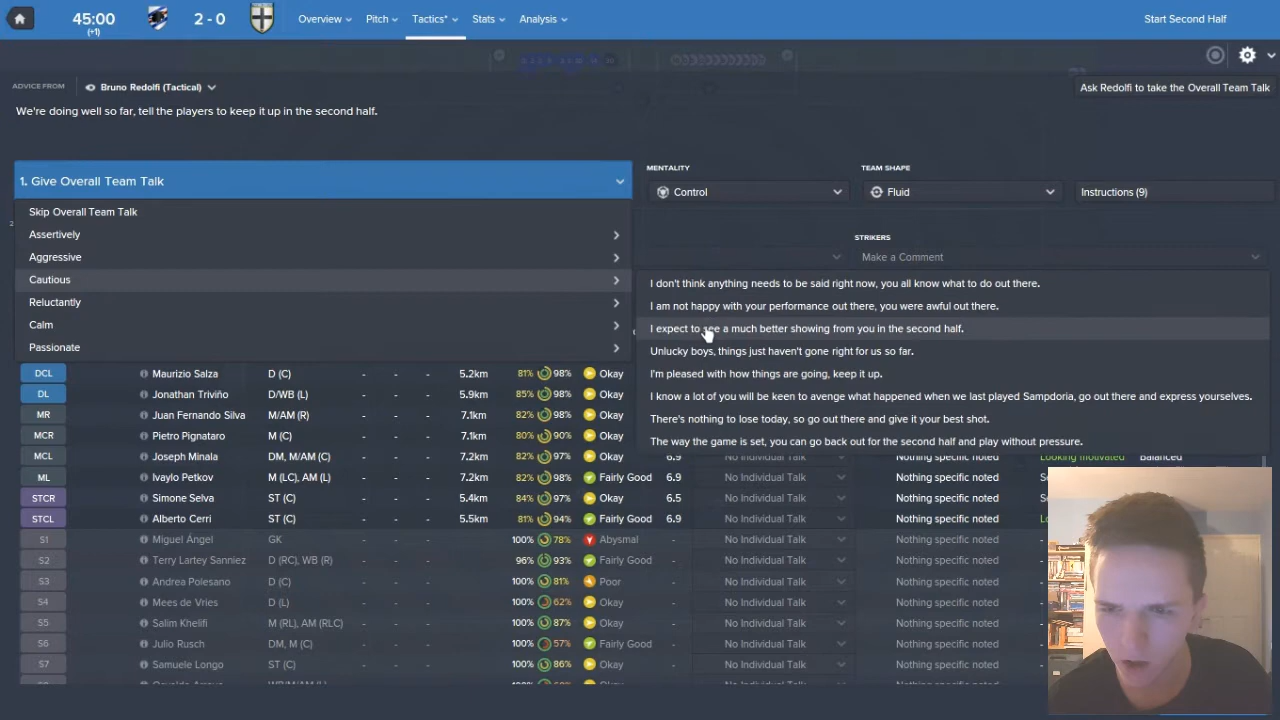 45:00
(+1)
2 - 0
Overview
Pitch
Tactics*
Stats
Analysis
Start Second Half
ADVICE FROM
Bruno Redolfi (Tactical)
Ask Redolfi to take the Overall Team Talk
We're doing well so far, tell the players to keep it up in the second half.
1. Give Overall Team Talk
MENTALITY
Control
TEAM SHAPE
Fluid
Instructions (9)
Skip Overall Team Talk
Assertively
Aggressive
Cautious
Reluctantly
Calm
Passionate
STRIKERS
Make a Comment
I don't think anything needs to be said right now, you all know what to do out there.
I am not happy with your performance out there, you were awful out there.
I expect to see a much better showing from you in the second half.
Unlucky boys, things just haven't gone right for us so far.
I'm pleased with how things are going, keep it up.
I know a lot of you will be keen to avenge what happened when we last played Sampdoria, go out there and express yourselves.
There's nothing to lose today, so go out there and give it your best shot.
The way the game is set, you can go back out for the second half and play without pressure.
DCL Maurizio Salza D (C) - - - 5.2km 81% 98% Okay
DL Jonathan Triviño D/WB (L) - - - 5.9km 85% 98% Okay
MR Juan Fernando Silva M/AM (R) - - - 7.1km 82% 98% Okay
MCR Pietro Pignataro M (C) - - - 7.1km 80% 90% Okay
MCL Joseph Minala DM, M/AM (C) - - - 7.2km 82% 97% Okay 6.9 No Individual Talk Nothing specific noted Looking motivated Balanced
ML Ivaylo Petkov M (LC), AM (L) - - - 7.2km 82% 98% Fairly Good 6.9 No Individual Talk Nothing specific noted
STCR Simone Selva ST (C) - - - 5.4km 84% 97% Okay 6.5 No Individual Talk Nothing specific noted
STCL Alberto Cerri ST (C) - - - 5.5km 81% 94% Fairly Good 6.9 No Individual Talk Nothing specific noted
S1 Miguel Ángel GK 100% 78% Abysmal - No Individual Talk Nothing specific noted -
S2 Terry Lartey Sanniez D (RC), WB (R) 96% 93% Fairly Good - No Individual Talk Nothing specific noted -
S3 Andrea Polesano D (C) 100% 81% Poor - No Individual Talk Nothing specific noted -
S4 Mees de Vries D (L) 100% 62% Okay - No Individual Talk Nothing specific noted -
S5 Salim Khelifi M (RL), AM (RLC) 100% 87% Okay - No Individual Talk Nothing specific noted -
S6 Julio Rusch DM, M (C) 100% 57% Fairly Good - No Individual Talk Nothing specific noted -
S7 Samuele Longo ST (C) 100% 86% Okay - No Individual Talk Nothing specific noted -